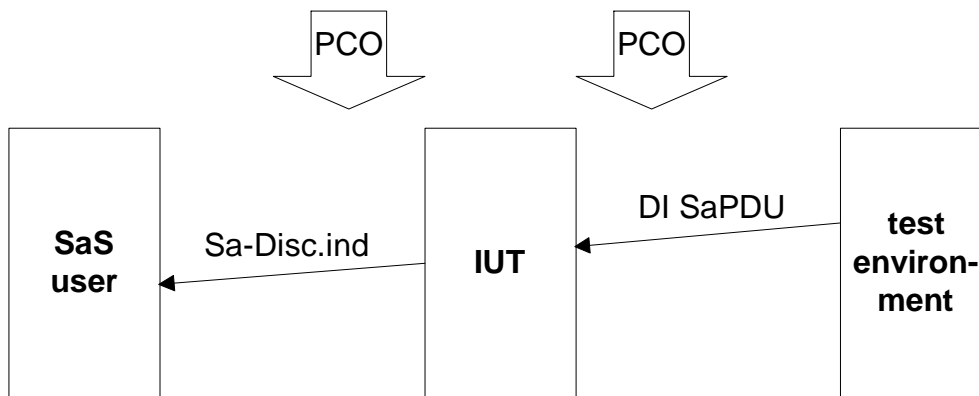 PCO
PCO
DI SaPDU
Sa-Disc.ind
SaS
user
IUT
test
environ-
ment